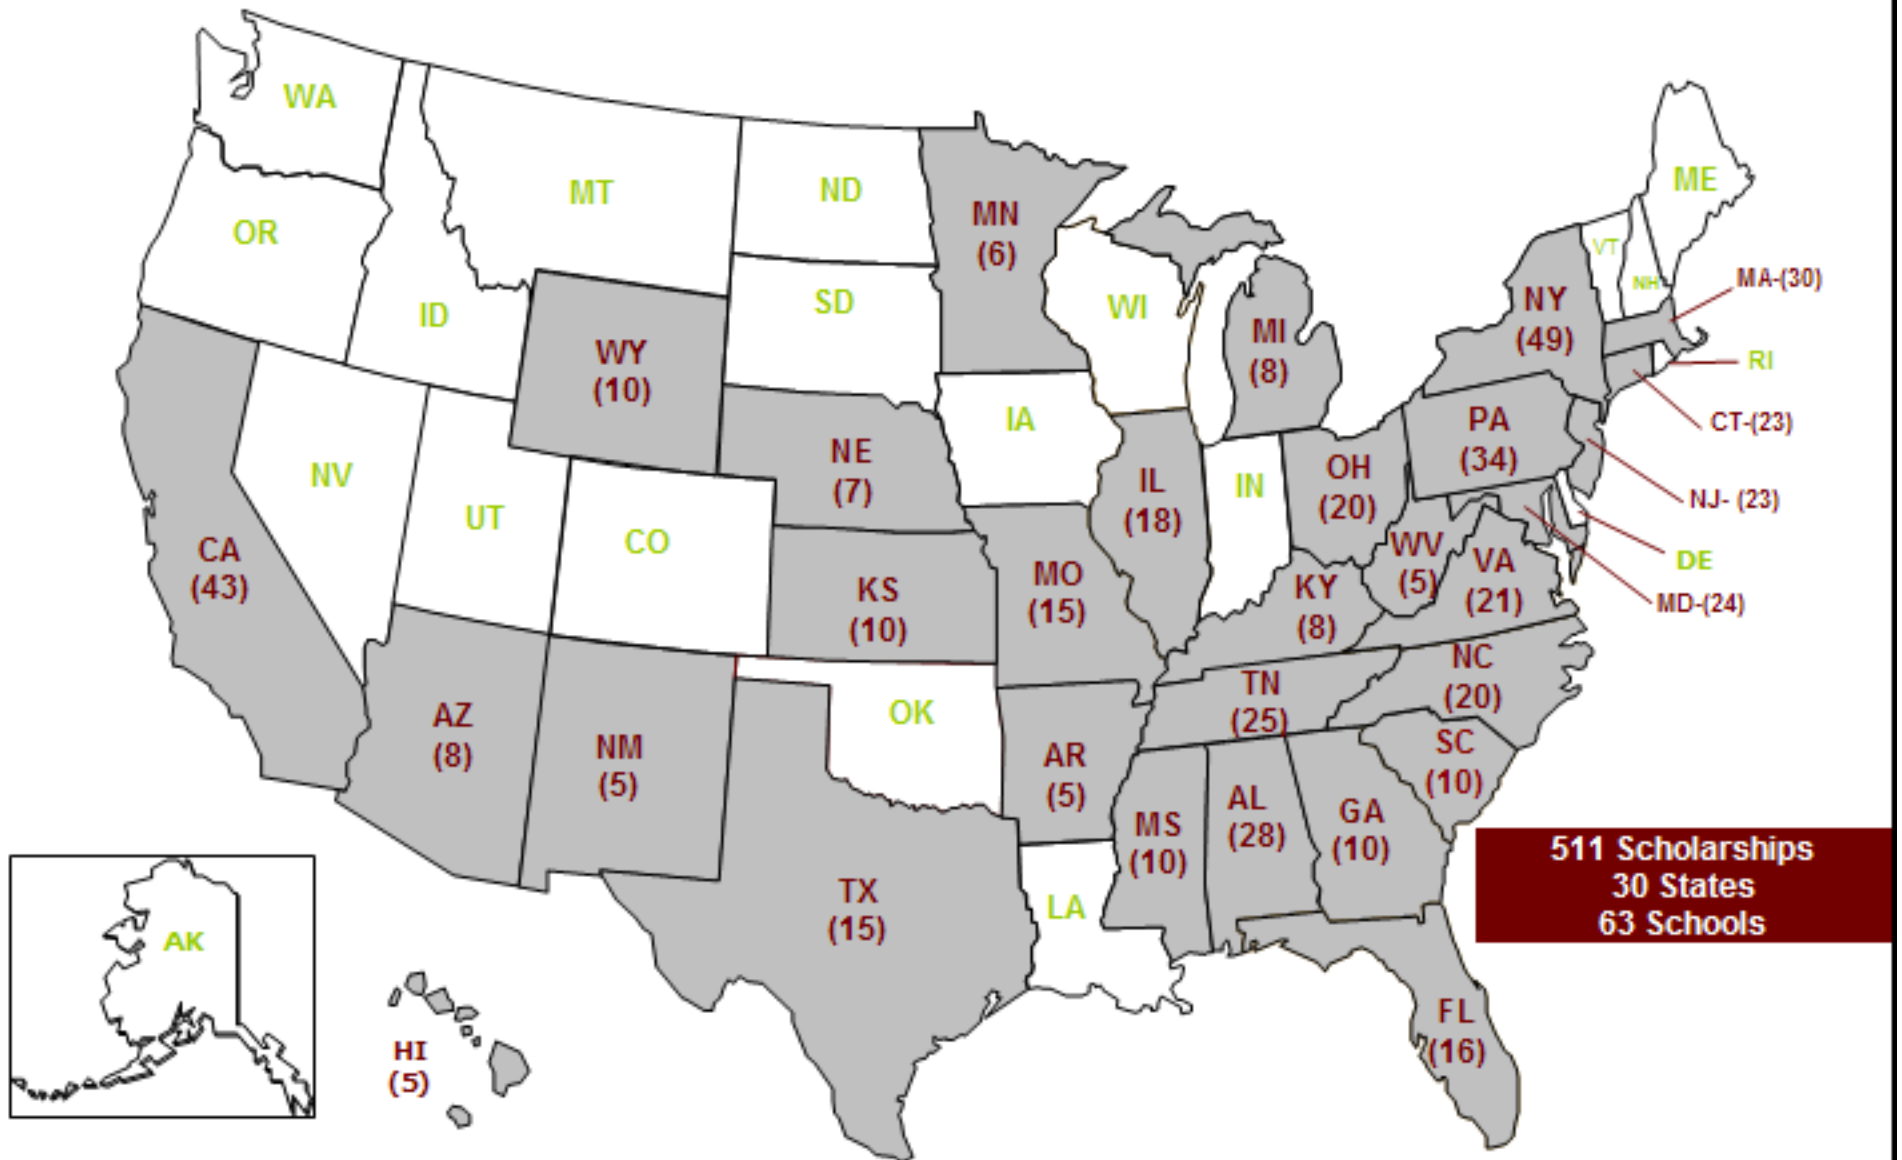 WA
MT
ND
MN
(6)
ME
OR
VT
NH
MA-(30)
ID
SD
WI
NY
(49)
MI
(8)
RI
WY
(10)
IA
PA
(34)
CT-(23)
NV
NE
(7)
IL
(18)
IN
OH
(20)
NJ- (23)
UT
CO
CA
(43)
KS
(10)
MO
(15)
KY
(8)
WV
(5)
VA
(21)
DE
MD-(24)
NC
(20)
TN
(25)
AZ
(8)
NM
(5)
OK
AR
(5)
SC
(10)
MS
(10)
AL
(28)
GA
(10)
511 Scholarships
30 States
63 Schools
TX
(15)
LA
AK
FL
(16)
HI
(5)